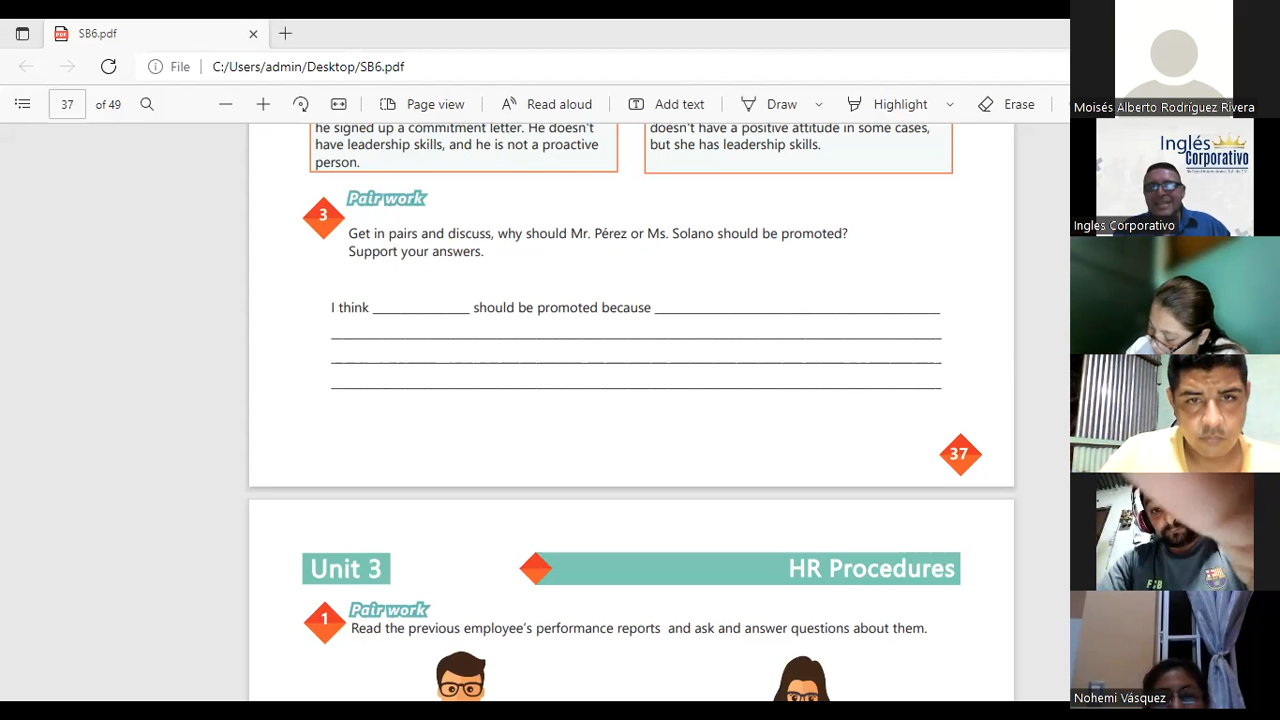 SB6.pdf
File
C:/Users/admin/Desktop/SB6.pdf
37 of 49
Page view
Read aloud
Add text
Draw
Highlight
Erase
he signed up a commitment letter. He doesn't
have leadership skills, and he is not a proactive
person.
doesn't have a positive attitude in some cases,
but she has leadership skills.
3
Pair work
Get in pairs and discuss, why should Mr. Pérez or Ms. Solano should be promoted?
Support your answers.
I think _____________ should be promoted because _____________________________________
37
Unit 3
HR Procedures
1
Pair work
Read the previous employee's performance reports and ask and answer questions about them.
Moisés Alberto Rodríguez Rivera
Inglés
Corporativo
Ingles Corporativo
FCB
Nohemi Vásquez